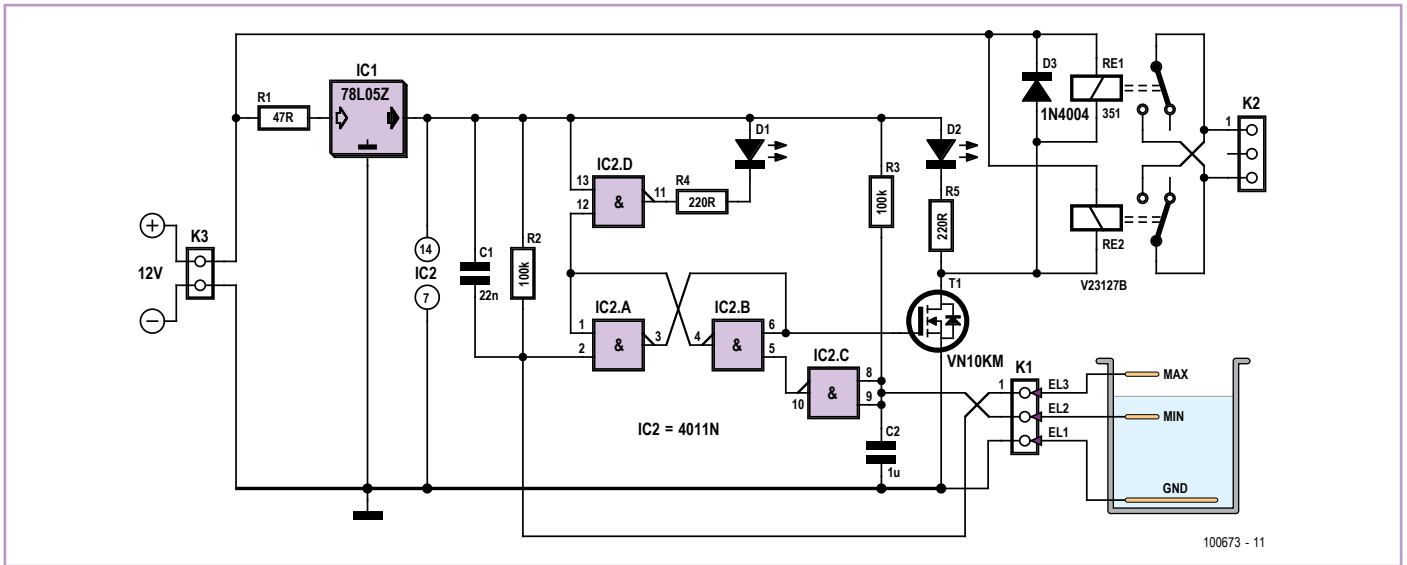 IC1
78L05Z
R1
47R
D3
1N4004
RE1
351
K2
1
D1
D2
IC2.D
13
12
&
11
R4
220R
R3
100k
R5
220R
RE2
V23127B
+
K3
12V
–
14
IC2
7
C1
22n
R2
100k
IC2.A
1
2
&
3
IC2.B
4
&
6
5
T1
VN10KM
IC2.C
10
&
8
9
IC2 = 4011N
C2
1u
K1
1
EL3
EL2
EL1
MAX
MIN
GND
100673 - 11